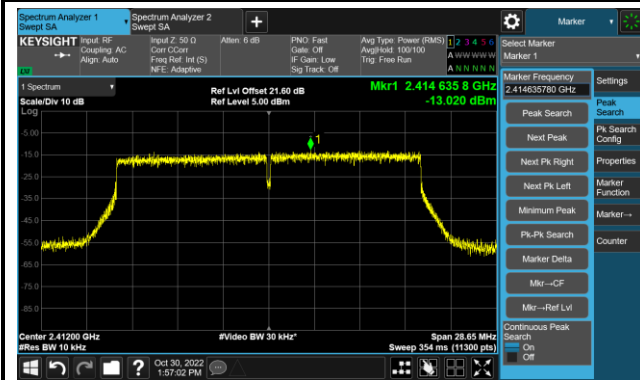 Spectrum Analyzer 1
Swept SA
Spectrum Analyzer 2
Swept SA
+
Marker
KEYSIGHT
Input: RF
Coupling: AC
Align: Auto
Input Z: 50 Ω
Corr CCorr
Freq Ref: Int (S)
NFE: Adaptive
Atten: 6 dB
PNO: Fast
Gate: Off
IF Gain: Low
Sig Track: Off
Avg Type: Power (RMS)
Avg|Hold: 100/100
Trig: Free Run
1 2 3 4 5 6
A W W W W W
A N N N N N
LV
Select Marker
Marker 1
1 Spectrum
Scale/Div 10 dB
Log
Ref Lvl Offset 21.60 dB
Ref Level 5.00 dBm
Mkr1 2.414 635 8 GHz
-13.020 dBm
1
-5.00
-15.0
-25.0
-35.0
-45.0
-55.0
-65.0
-75.0
-85.0
Center 2.41200 GHz
#Res BW 10 kHz
#Video BW 30 kHz*
Span 28.65 MHz
Sweep 354 ms (11300 pts)
Marker Frequency
2.414635780 GHz
Peak Search
Next Peak
Next Pk Right
Next Pk Left
Minimum Peak
Pk-Pk Search
Marker Delta
Mkr→CF
Mkr→Ref Lvl
Continuous Peak
Search
On
Off
Settings
Peak
Search
Pk Search
Config
Properties
Marker
Function
Marker→
Counter
?
Oct 30, 2022
1:57:02 PM